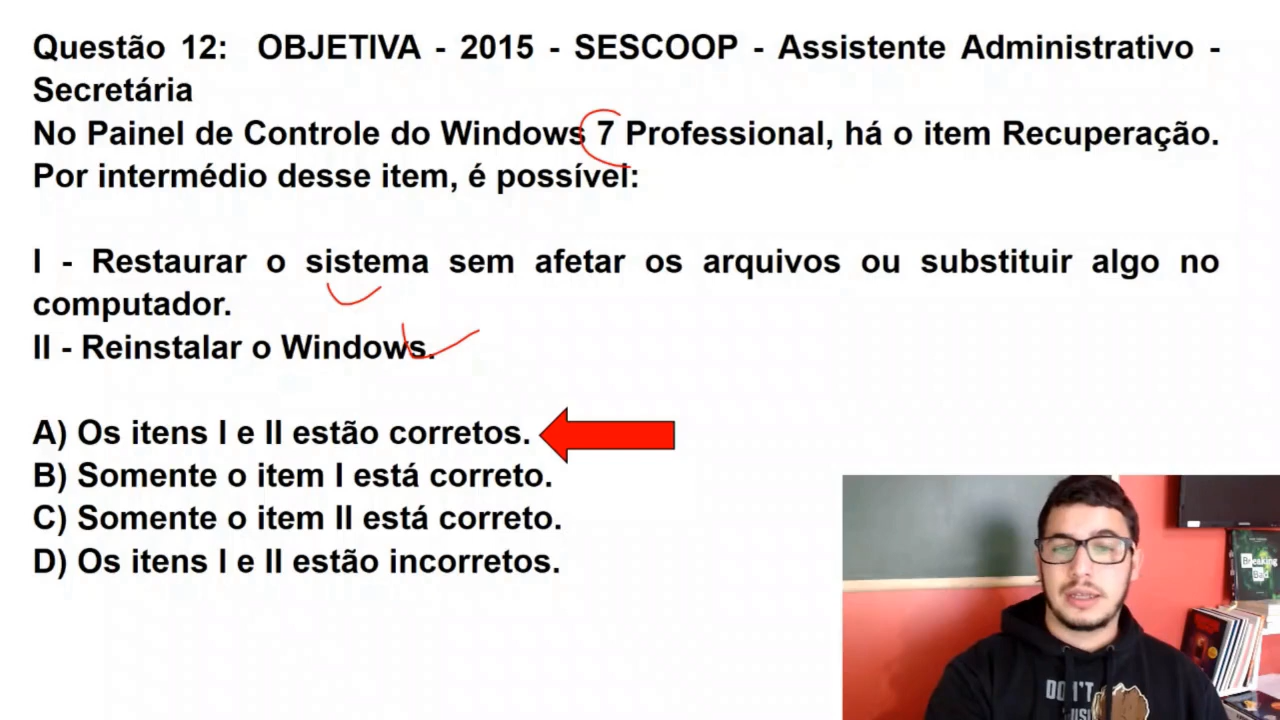 Questão 12: OBJETIVA - 2015 - SESCOOP - Assistente Administrativo -
Secretária
No Painel de Controle do Windows 7 Professional, há o item Recuperação.
Por intermédio desse item, é possível:
I - Restaurar o sistema sem afetar os arquivos ou substituir algo no
computador.
II - Reinstalar o Windows.
A) Os itens I e II estão corretos.
B) Somente o item I está correto.
C) Somente o item II está correto.
D) Os itens I e II estão incorretos.
Breaking
Bad
DON'T